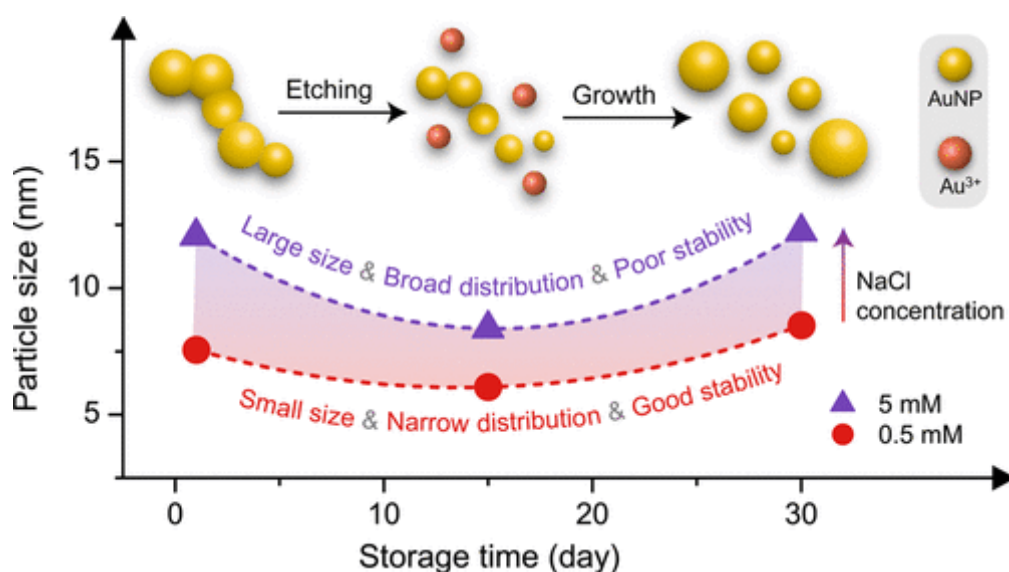 Etching
Growth
AuNP
Au³⁺
Particle size (nm)
15
10
5
Large size & Broad distribution & Poor stability
NaCl
concentration
Small size & Narrow distribution & Good stability
5 mM
0.5 mM
0
10
20
30
Storage time (day)